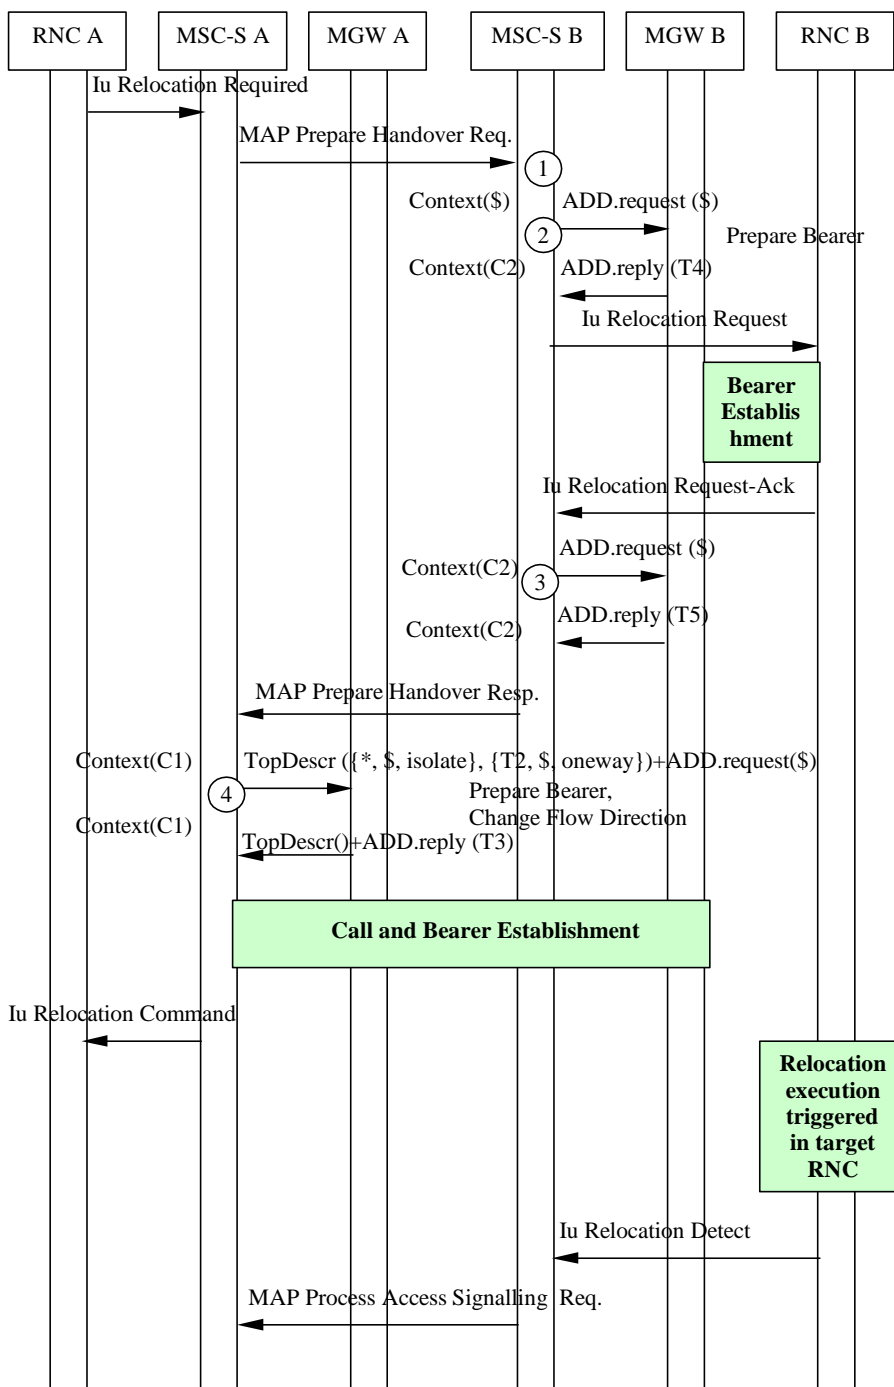 RNC A
MSC-S A
MGW A
MSC-S B
MGW B
RNC B
Iu Relocation Required
MAP Prepare Handover Req.
1
Context($)
ADD.request ($)
2
Prepare Bearer
Context(C2)
ADD.reply (T4)
Iu Relocation Request
Bearer
Establis
hment
Iu Relocation Request-Ack
ADD.request ($)
Context(C2)
3
ADD.reply (T5)
Context(C2)
MAP Prepare Handover Resp.
Context(C1)
TopDescr ({*, $, isolate}, {T2, $, oneway})+ADD.request($)
4
Prepare Bearer,
Change Flow Direction
Context(C1)
TopDescr()+ADD.reply (T3)
Call and Bearer Establishment
Iu Relocation Command
Relocation
execution
triggered
in target
RNC
Iu Relocation Detect
MAP Process Access Signalling Req.